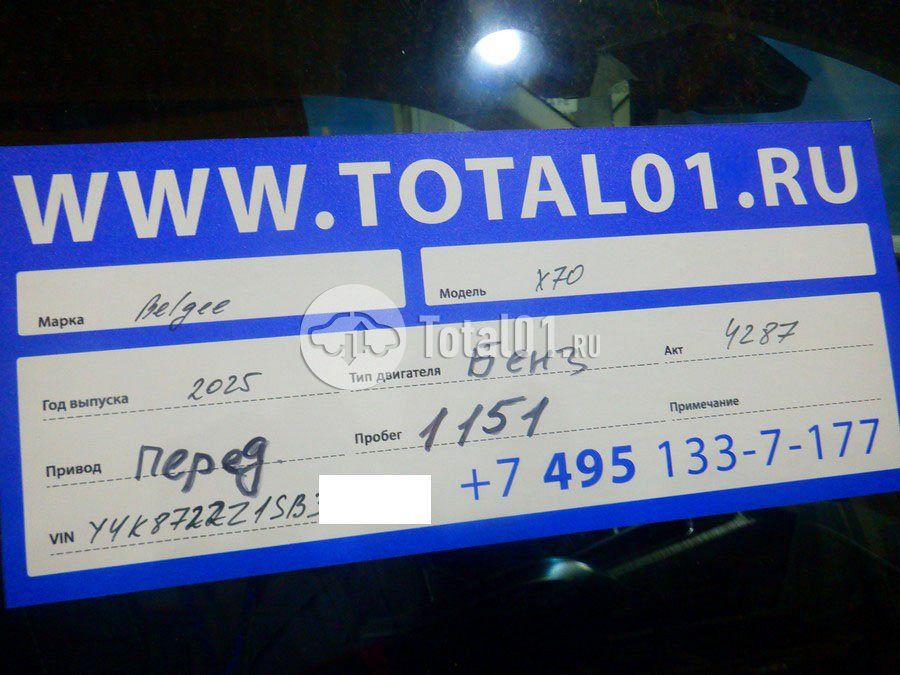 WWW.TOTAL01.RU
Марка Belgee Модель X70
Total01.RU
Год выпуска 2025 Тип двигателя Бенз Акт 4287
Привод Перед. Пробег 1151 Примечание
+7 495 133-7-177
VIN Y4K8722Z1SB